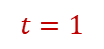 t = 1